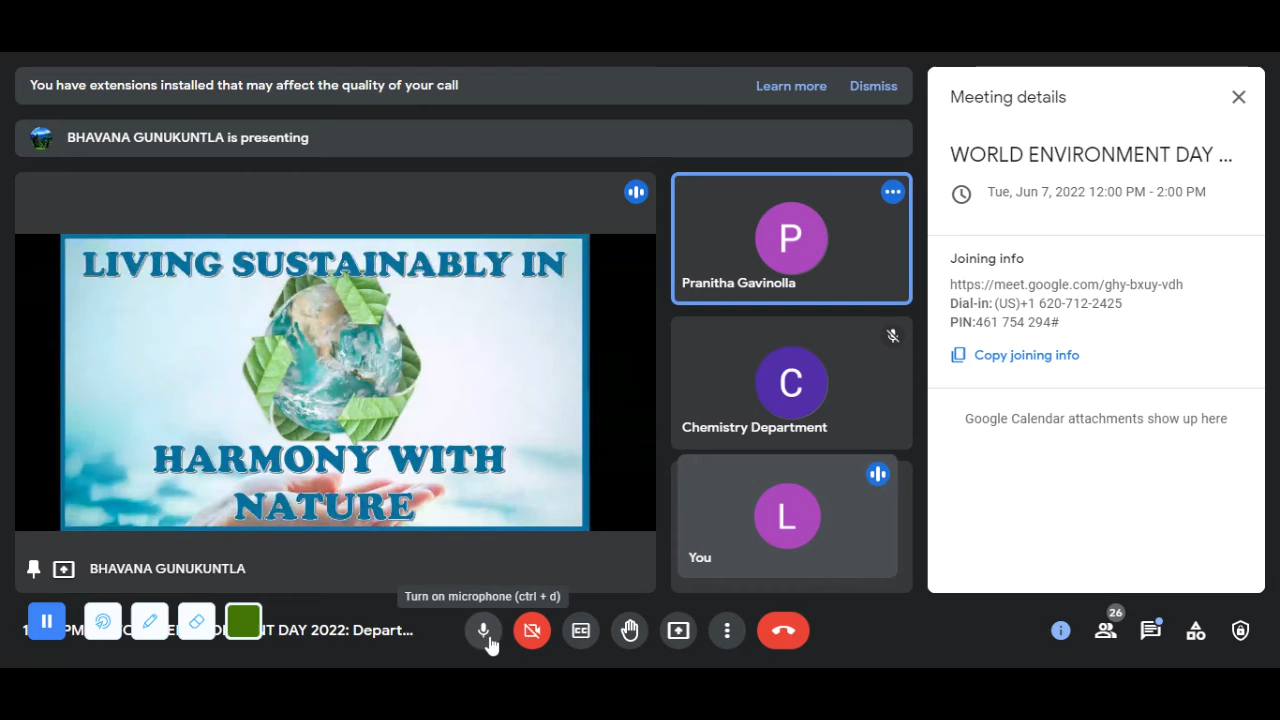 You have extensions installed that may affect the quality of your call
Learn more
Dismiss
BHAVANA GUNUKUNTLA is presenting
LIVING SUSTAINABLY IN
HARMONY WITH
NATURE
BHAVANA GUNUKUNTLA
P
Pranitha Gavinolla
C
Chemistry Department
L
You
Meeting details
WORLD ENVIRONMENT DAY ...
Tue, Jun 7, 2022 12:00 PM - 2:00 PM
Joining info
https://meet.google.com/ghy-bxuy-vdh
Dial-in: (US)+1 620-712-2425
PIN:461 754 294#
Copy joining info
Google Calendar attachments show up here
Turn on microphone (ctrl + d)
DAY 2022: Depart...
26